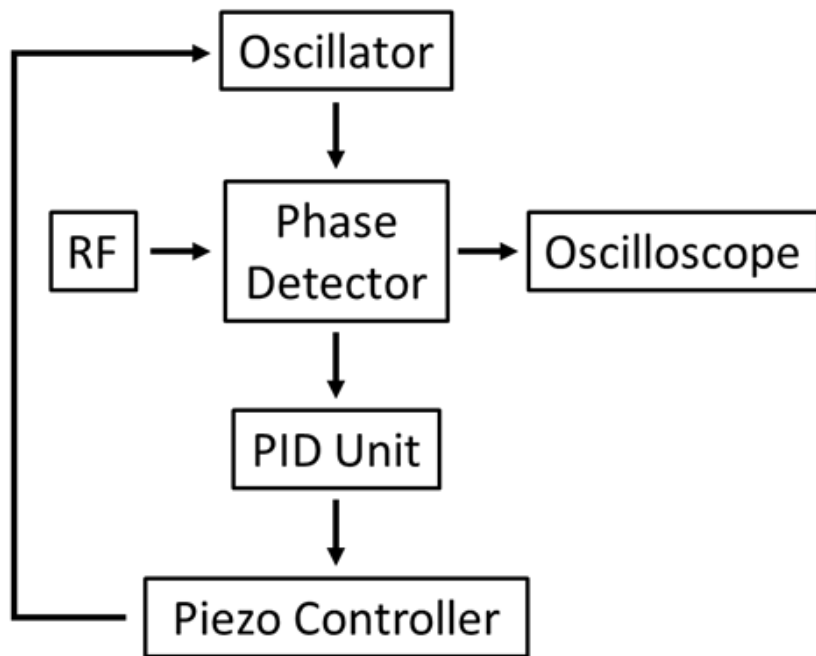 Oscillator
RF
Phase
Detector
Oscilloscope
PID Unit
Piezo Controller